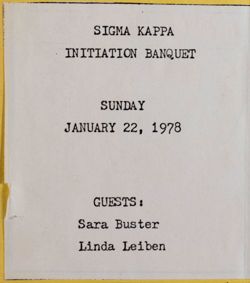 SIGMA KAPPA
INITIATION BANQUET
SUNDAY
JANUARY 22, 1978
GUESTS:
Sara Buster
Linda Leiben